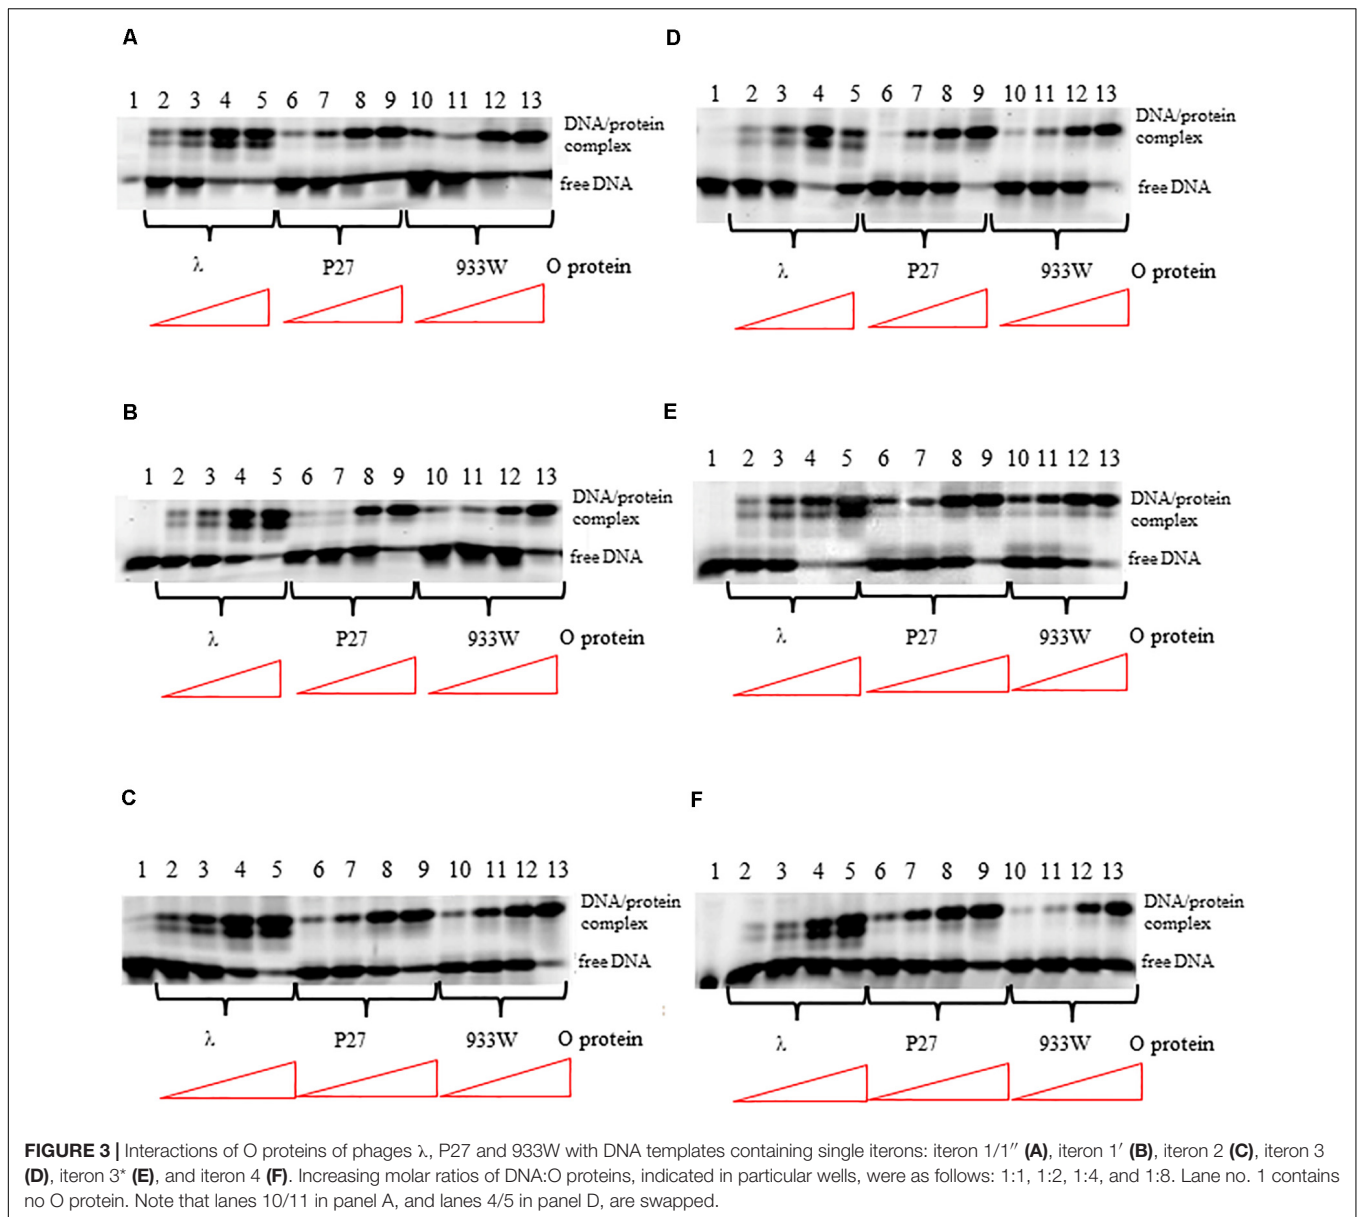 A
1 2 3 4 5 6 7 8 9 10 11 12 13
DNA/protein
complex
free DNA
λ P27 933W O protein
D
1 2 3 4 5 6 7 8 9 10 11 12 13
DNA/protein
complex
free DNA
λ P27 933W O protein
B
1 2 3 4 5 6 7 8 9 10 11 12 13
DNA/protein
complex
free DNA
λ P27 933W O protein
E
1 2 3 4 5 6 7 8 9 10 11 12 13
DNA/protein
complex
free DNA
λ P27 933W O protein
C
1 2 3 4 5 6 7 8 9 10 11 12 13
DNA/protein
complex
free DNA
λ P27 933W O protein
F
1 2 3 4 5 6 7 8 9 10 11 12 13
DNA/protein
complex
free DNA
λ P27 933W O protein
FIGURE 3 | Interactions of O proteins of phages λ, P27 and 933W with DNA templates containing single iterons: iteron 1/1″ (A), iteron 1′ (B), iteron 2 (C), iteron 3
(D), iteron 3* (E), and iteron 4 (F). Increasing molar ratios of DNA:O proteins, indicated in particular wells, were as follows: 1:1, 1:2, 1:4, and 1:8. Lane no. 1 contains
no O protein. Note that lanes 10/11 in panel A, and lanes 4/5 in panel D, are swapped.